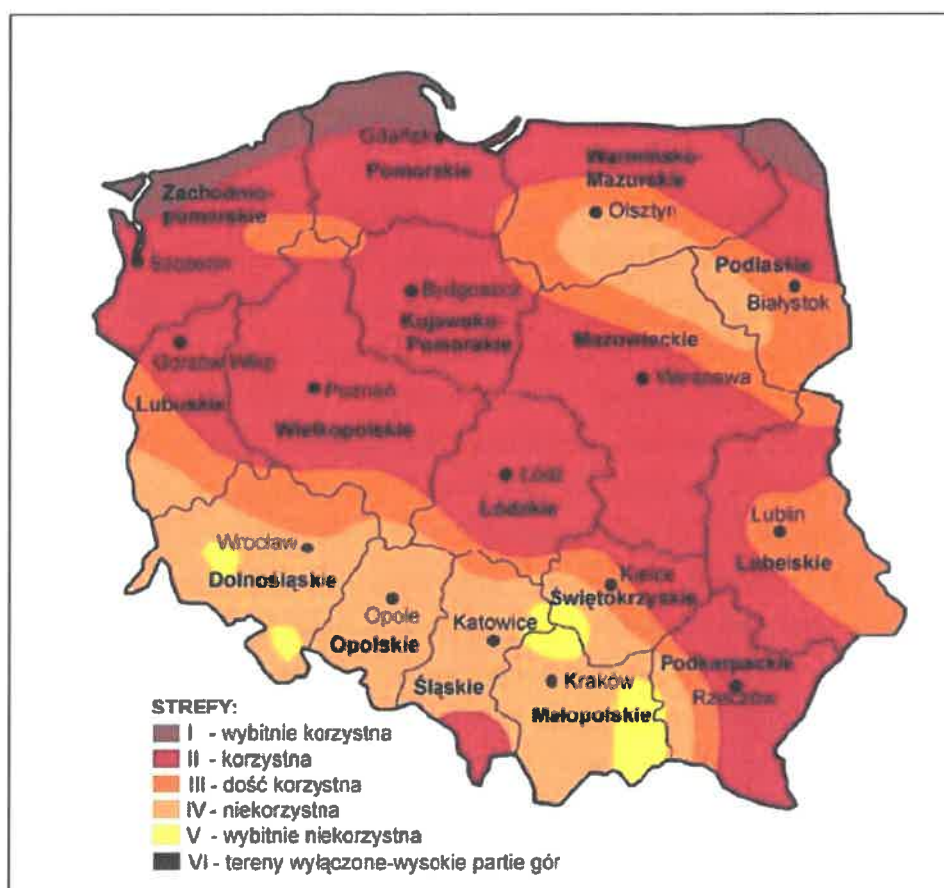 Gdańsk
Pomorskie
Warmińsko-
Mazurskie
Zachodnio-
pomorskie
Olsztyn
Szczecin
Podlaskie
Białystok
Bydgoszcz
Kujawsko-
Pomorskie
Mazowieckie
Gorzów Wlkp
Warszawa
Poznań
Lubuskie
Wielkopolskie
Łódź
Łódzkie
Lublin
Lubelskie
Wrocław
Dolnośląskie
Kielce
Świętokrzyskie
Opole
Katowice
Opolskie
Podkarpackie
Śląskie
Kraków
Rzeszów
Małopolskie
STREFY:
I - wybitnie korzystna
II - korzystna
III - dość korzystna
IV - niekorzystna
V - wybitnie niekorzystna
VI - tereny wyłączone-wysokie partie gór